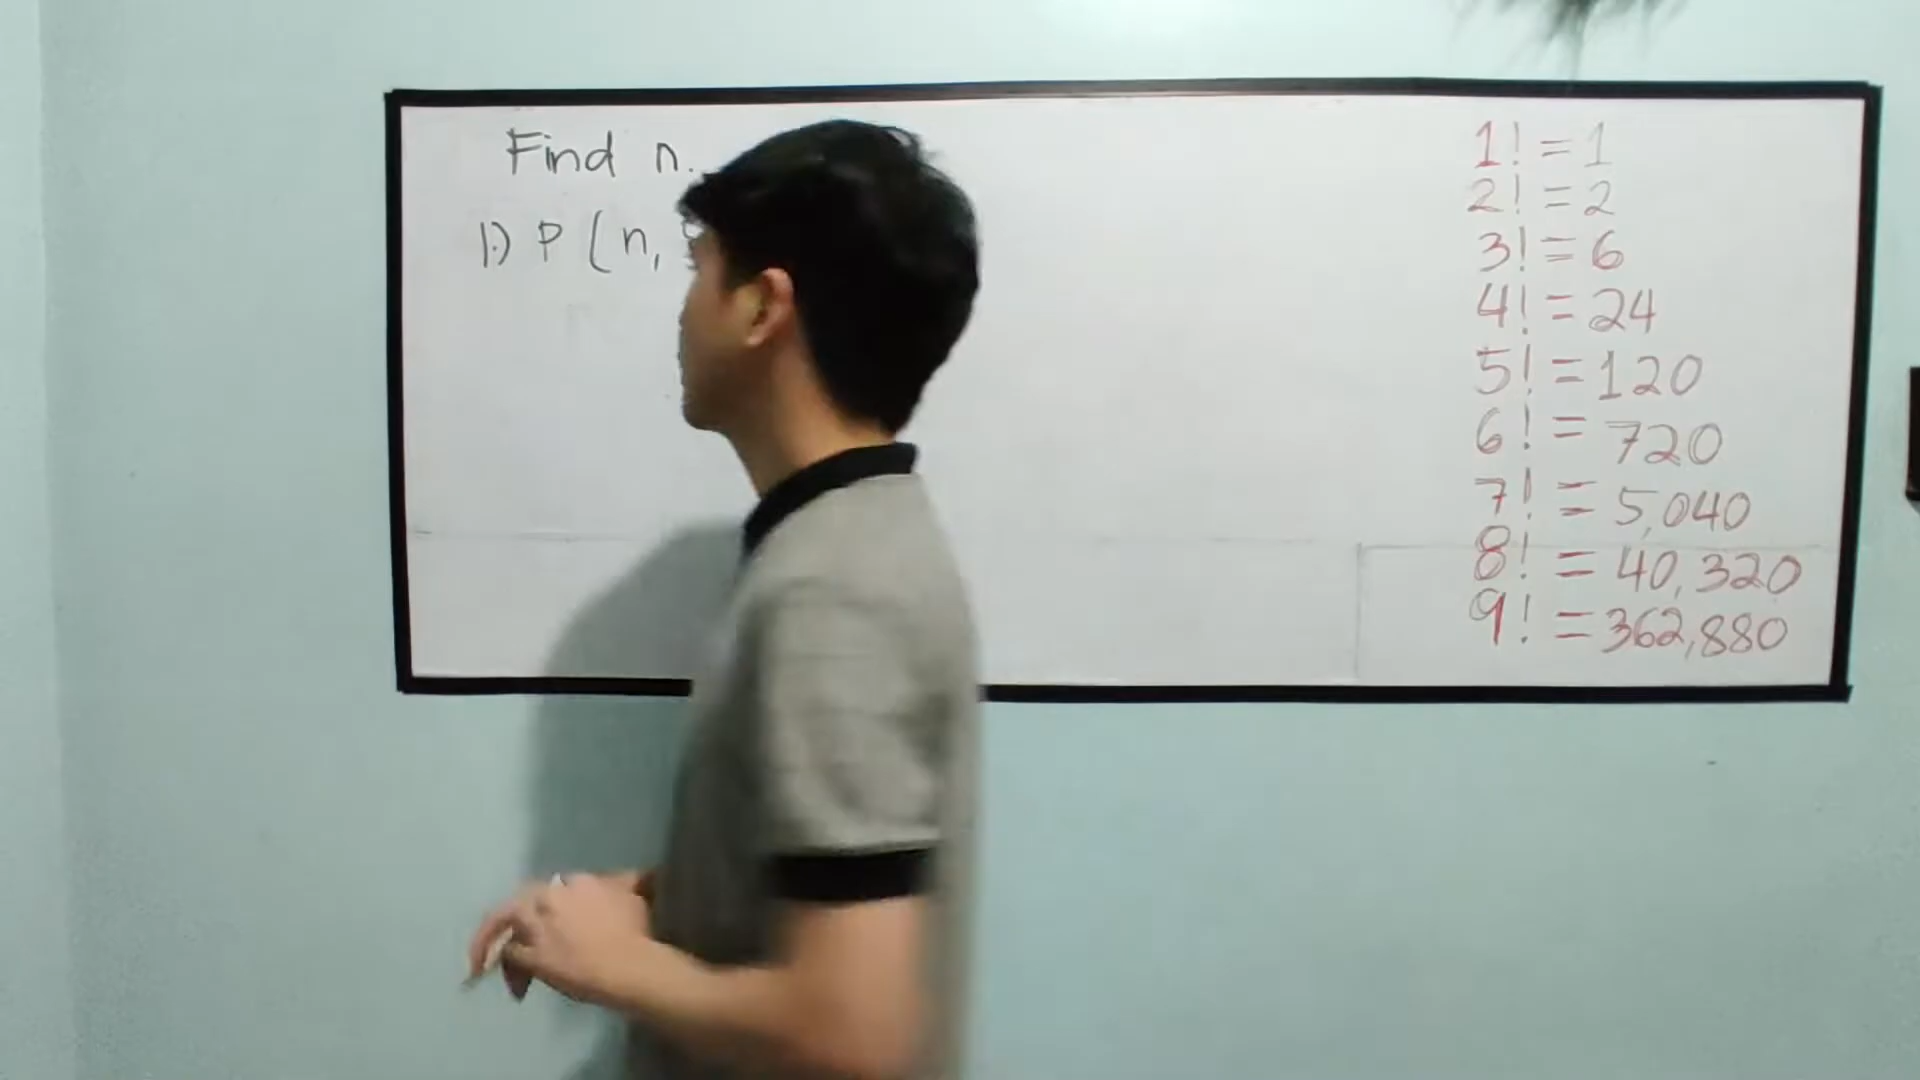 Find n.
1.) P (n,
1! = 1
2! = 2
3! = 6
4! = 24
5! = 120
6! = 720
7! = 5,040
8! = 40,320
9! = 362,880